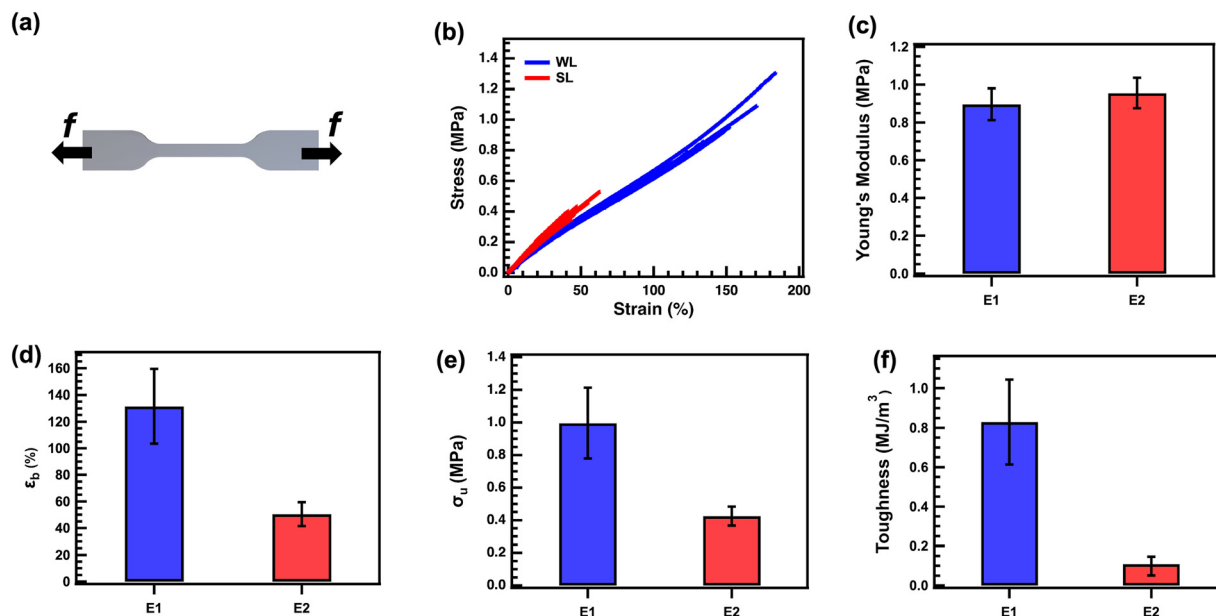 (a)
f
f
(b)
Stress (MPa)
1.4
1.2
1.0
0.8
0.6
0.4
0.2
0.0
WL
SL
0
50
100
150
200
Strain (%)
(c)
Young's Modulus (MPa)
1.2
1.0
0.8
0.6
0.4
0.2
0.0
E1
E2
(d)
εb (%)
160
140
120
100
80
60
40
20
0
E1
E2
(e)
σu (MPa)
1.4
1.2
1.0
0.8
0.6
0.4
0.2
0.0
E1
E2
(f)
Toughness (MJ/m³)
1.0
0.8
0.6
0.4
0.2
0.0
E1
E2